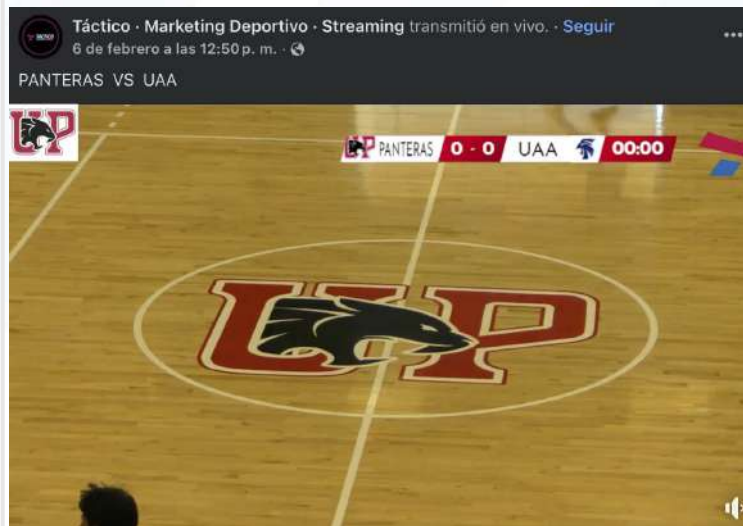 Táctico · Marketing Deportivo · Streaming transmitió en vivo. · Seguir
6 de febrero a las 12:50 p. m. ·
PANTERAS VS UAA
UP
UP PANTERAS 0 - 0 UAA 00:00
UP